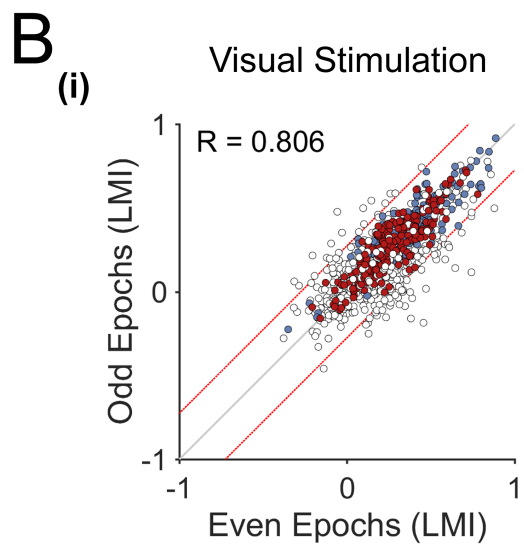 B
(i)
Visual Stimulation
R = 0.806
Odd Epochs (LMI)
1
0
-1
-1 0 1
Even Epochs (LMI)